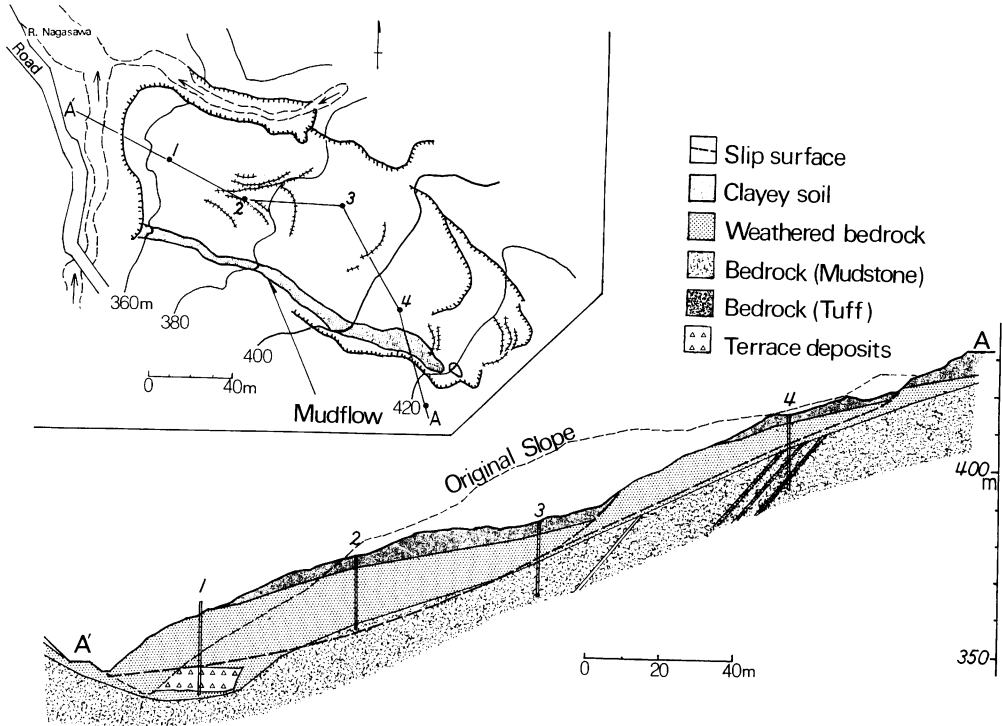 R. Nagasawa
Road
A'
1
2
3
4
A
360m
380
400
420
0 40m
Mudflow
Slip surface
Clayey soil
Weathered bedrock
Bedrock (Mudstone)
Bedrock (Tuff)
Terrace deposits
A
Original Slope
4
400
m
3
2
1
A'
0 20 40m
350